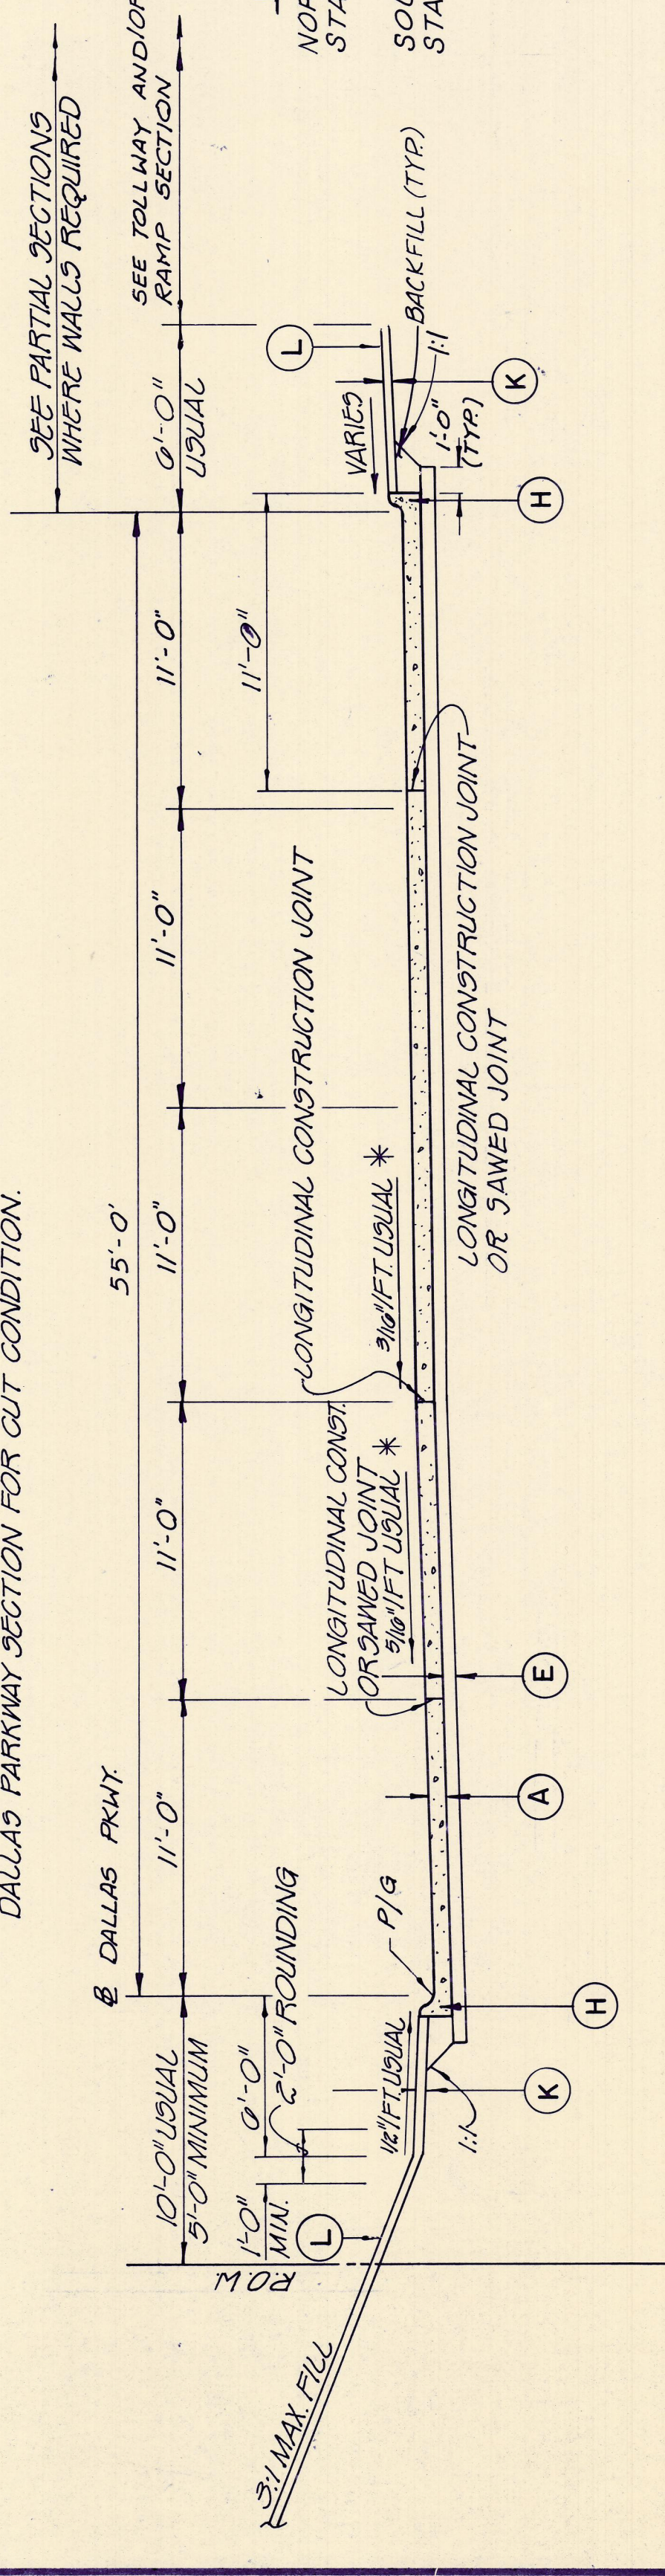 DALLAS PARKWAY SECTION FOR CUT CONDITION.
SEE PARTIAL SECTIONS
WHERE WALLS REQUIRED
SEE TOLLWAY AND/OR
RAMP SECTION
NOR
STA
SOU
STA
55'-0'
℄ DALLAS PKWY.
10'-0" USUAL
5'-0" MINIMUM
11'-0"
11'-0"
11'-0"
11'-0"
11'-0"
6'-0"
USUAL
R.O.W.
1'-0"
MIN.
6'-0"
2'-0" ROUNDING
11'-0"
L
L
3:1 MAX. FILL
1/2"/FT. USUAL
P/G
LONGITUDINAL CONST.
OR SAWED JOINT
5/16"/FT USUAL *
LONGITUDINAL CONSTRUCTION JOINT
3/16"/FT. USUAL *
VARIES
BACKFILL (TYP.)
1:1
1'-0"
(TYP.)
1:1
LONGITUDINAL CONSTRUCTION JOINT
OR SAWED JOINT
K
H
A
E
H
K